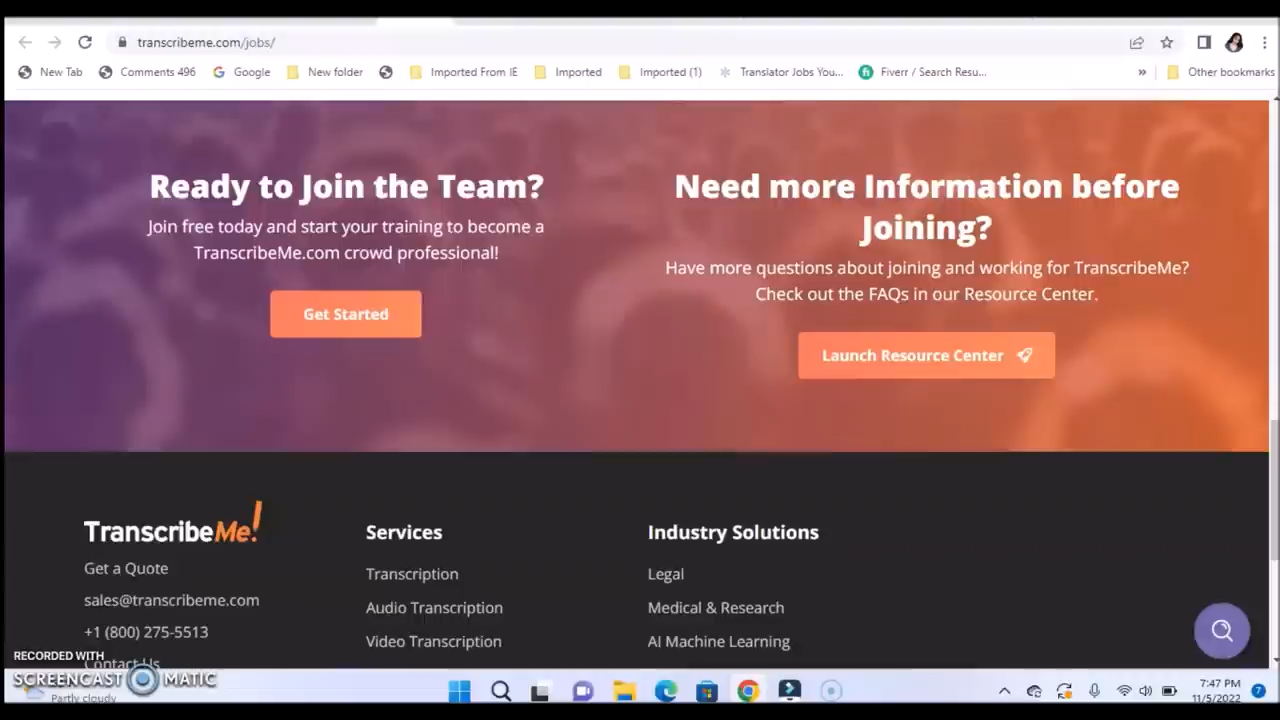 transcribeme.com/jobs/
New Tab
Comments 496
Google
New folder
Imported From IE
Imported
Imported (1)
Translator Jobs You...
Fiverr / Search Resu...
»
Other bookmarks
Ready to Join the Team?
Join free today and start your training to become a
TranscribeMe.com crowd professional!
Get Started
Need more Information before
Joining?
Have more questions about joining and working for TranscribeMe?
Check out the FAQs in our Resource Center.
Launch Resource Center
TranscribeMe!
Get a Quote
sales@transcribeme.com
+1 (800) 275-5513
Contact Us
Services
Transcription
Audio Transcription
Video Transcription
Industry Solutions
Legal
Medical & Research
AI Machine Learning
RECORDED WITH
SCREENCAST MATIC
Partly cloudy
7:47 PM
11/5/2022
7